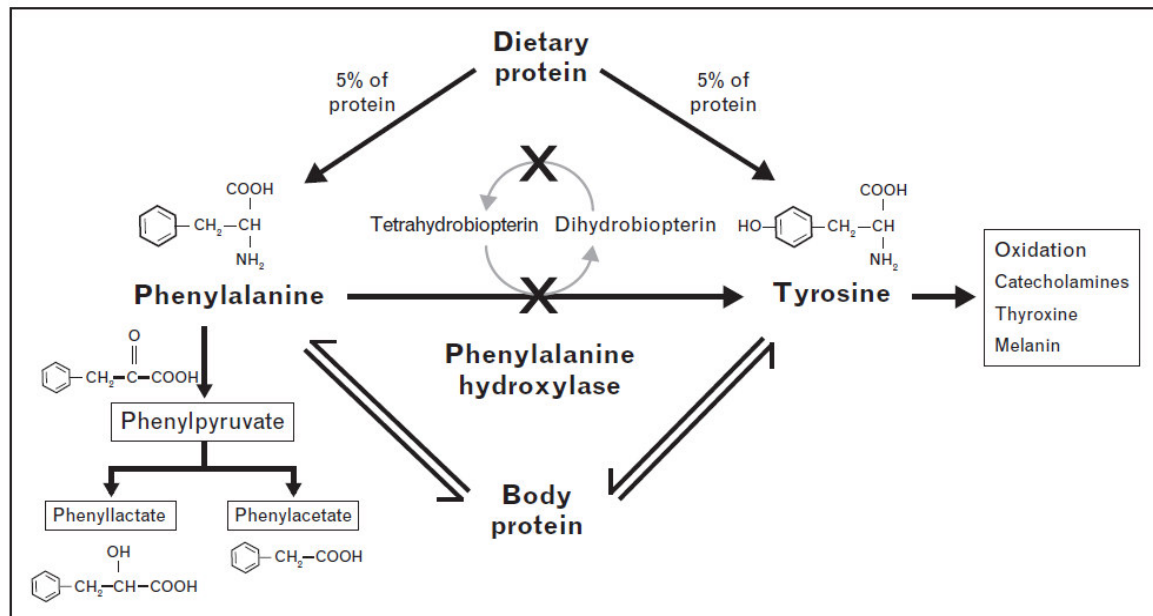 Dietary
protein
5% of
protein
5% of
protein
COOH
CH₂—CH
NH₂
Phenylalanine
Tetrahydrobiopterin
Dihydrobiopterin
X
X
COOH
HO
CH₂—CH
NH₂
Tyrosine
Oxidation
Catecholamines
Thyroxine
Melanin
Phenylalanine
hydroxylase
O
CH₂—C—COOH
Phenylpyruvate
Phenyllactate
Phenylacetate
OH
CH₂—CH—COOH
CH₂—COOH
Body
protein